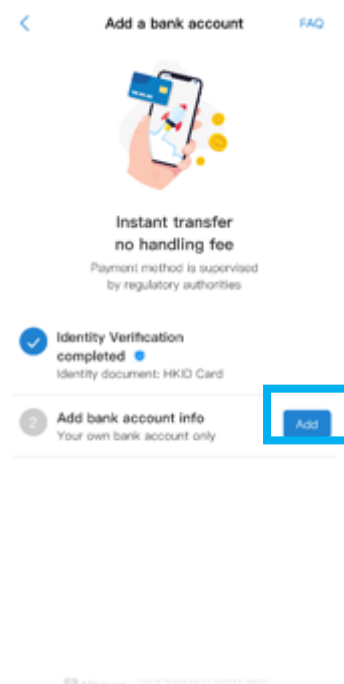 Add a bank account
FAQ
Instant transfer
no handling fee
Payment method is supervised
by regulatory authorities
Identity Verification
completed
Identity document: HKID Card
2
Add bank account info
Your own bank account only
Add